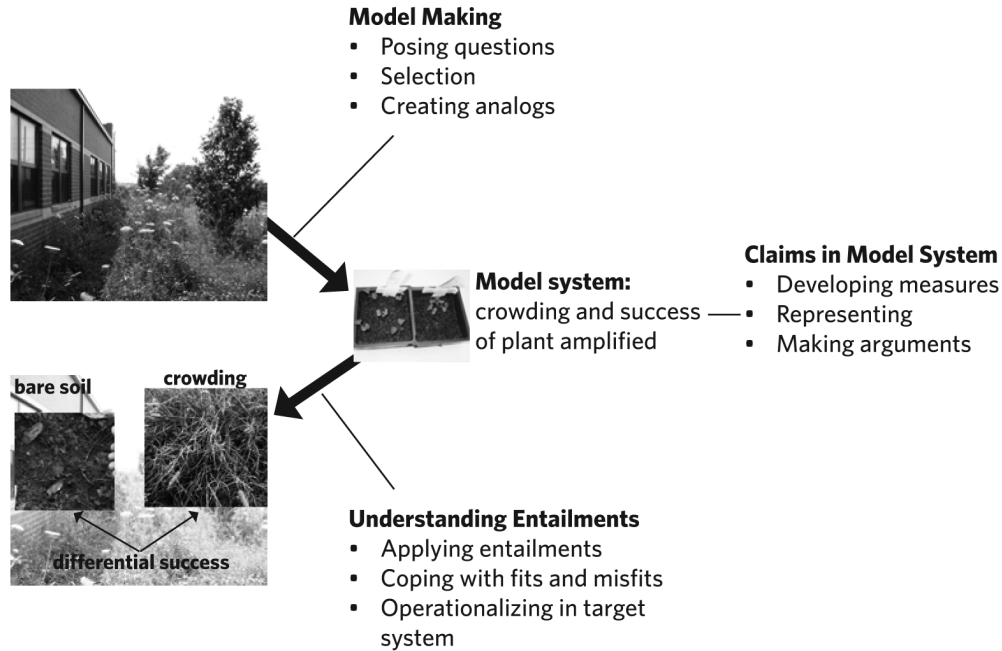 Model Making
▪ Posing questions
▪ Selection
▪ Creating analogs
Model system:
crowding and success
of plant amplified
Claims in Model System
▪ Developing measures
▪ Representing
▪ Making arguments
bare soil
crowding
differential success
Understanding Entailments
▪ Applying entailments
▪ Coping with fits and misfits
▪ Operationalizing in target
system